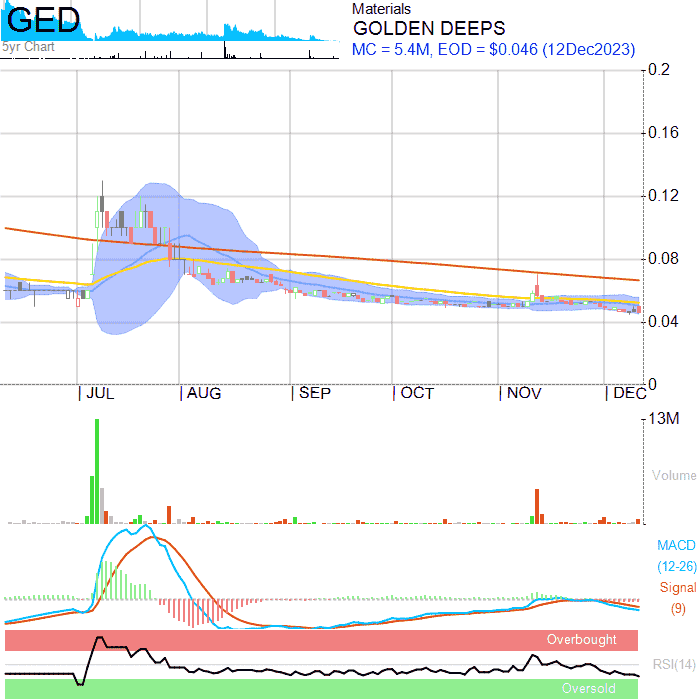 GED
5yr Chart
Materials
GOLDEN DEEPS
MC = 5.4M, EOD = $0.046 (12Dec2023)
0.2
0.16
0.12
0.08
0.04
0
JUL AUG SEP OCT NOV DEC
13M
Volume
MACD
(12-26)
Signal
(9)
Overbought
RSI(14)
Oversold